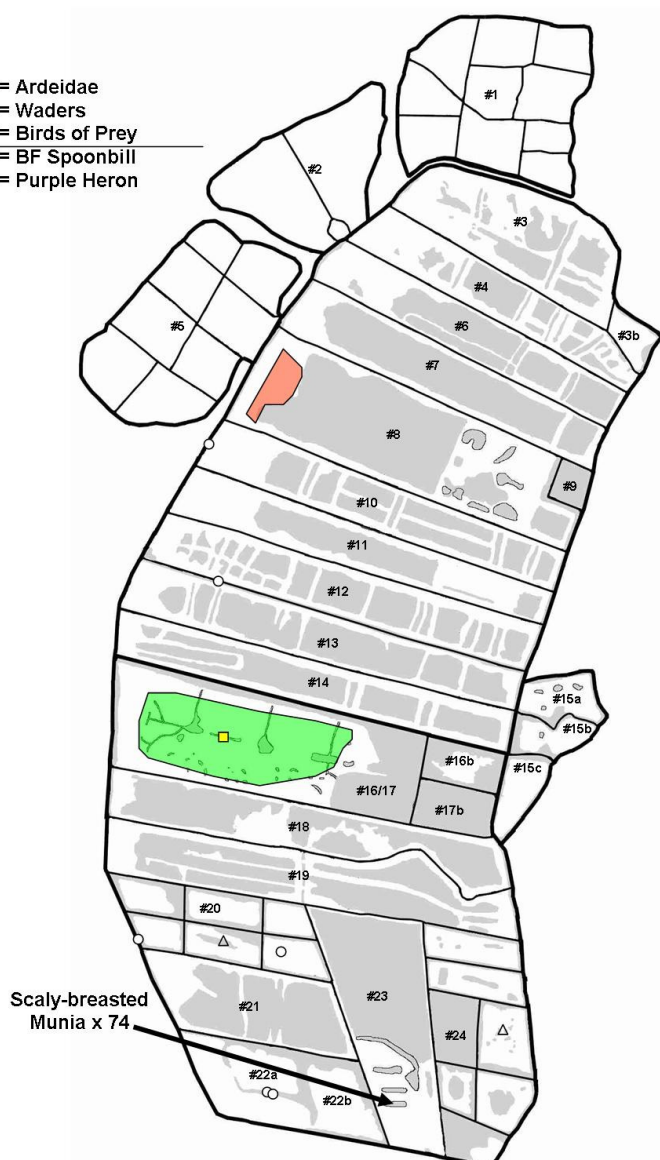 = Ardeidae
= Waders
= Birds of Prey
= BF Spoonbill
= Purple Heron
#1
#2
#3
#4
#3b
#5
#6
#7
#8
#9
#10
#11
#12
#13
#14
#15a
#15b
#15c
#16b
#16/17
#17b
#18
#19
#20
#23
Scaly-breasted
Munia x 74
#21
#24
#22a
#22b